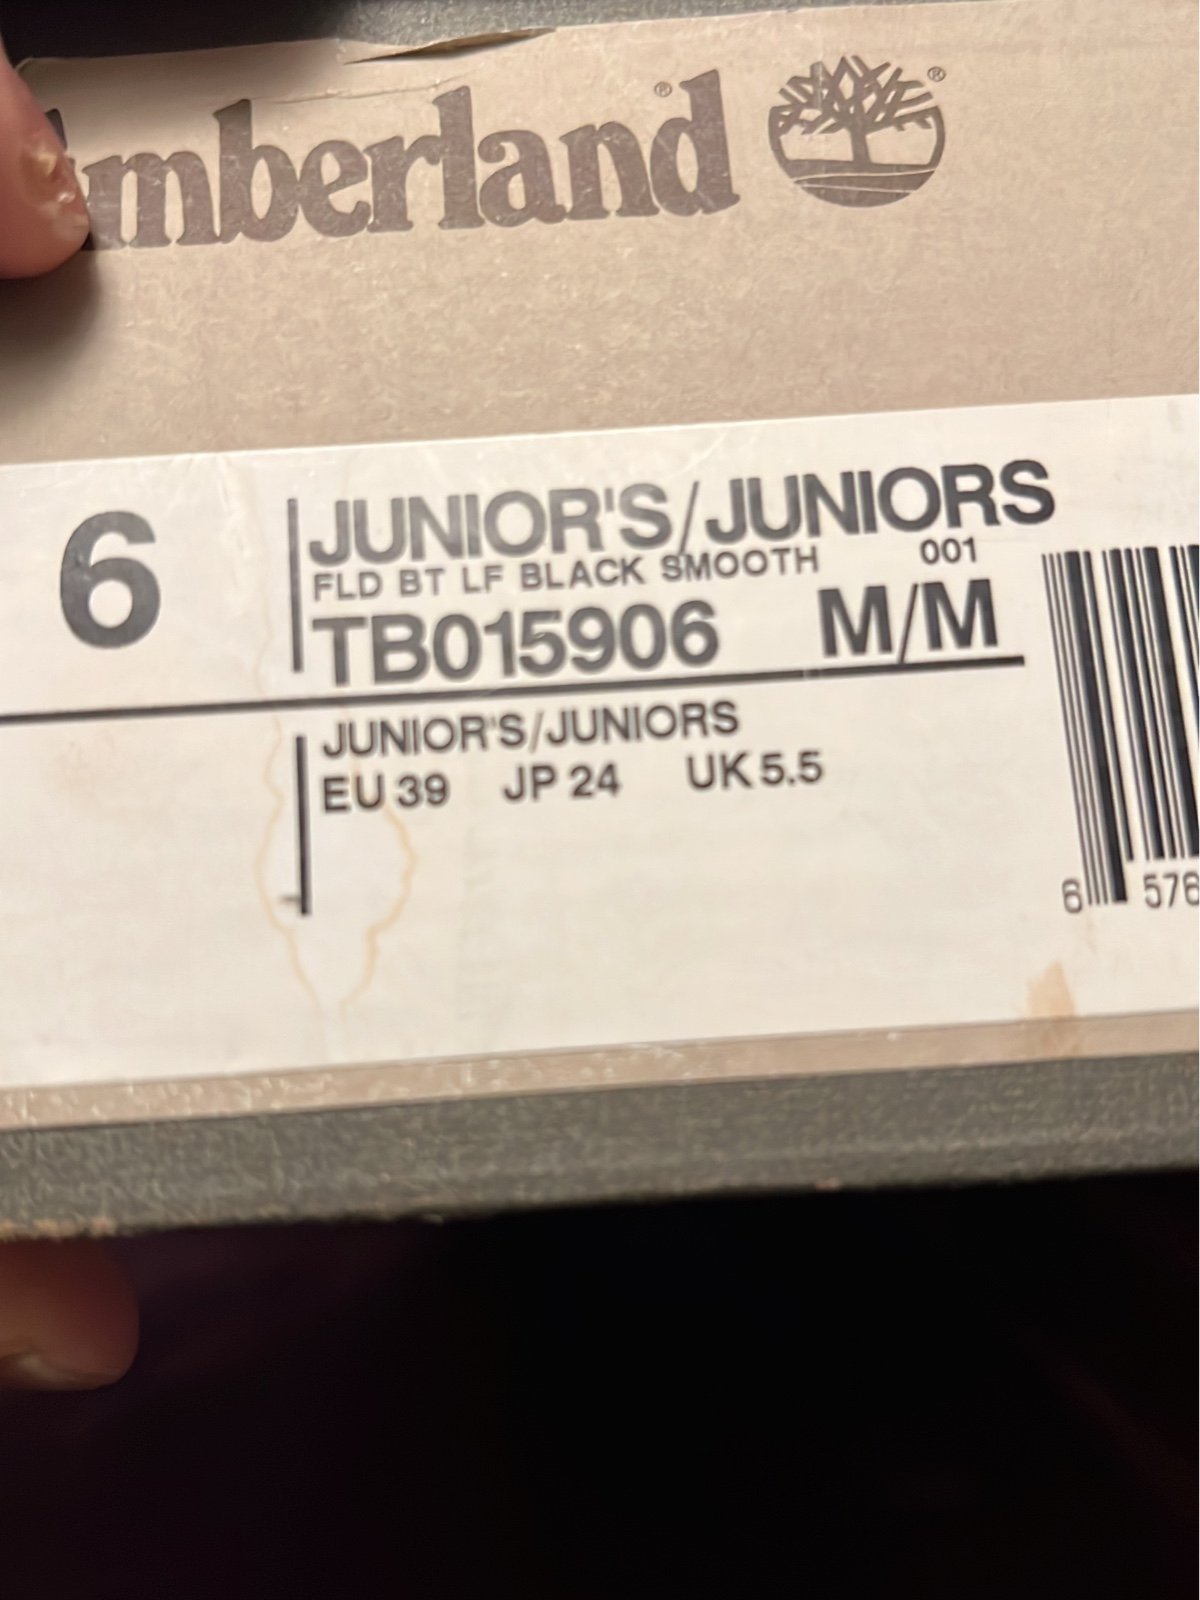 imberland®
®
6
JUNIOR'S/JUNIORS
FLD BT LF BLACK SMOOTH 001
TB015906 M/M
JUNIOR'S/JUNIORS
EU 39 JP 24 UK 5.5
6 576